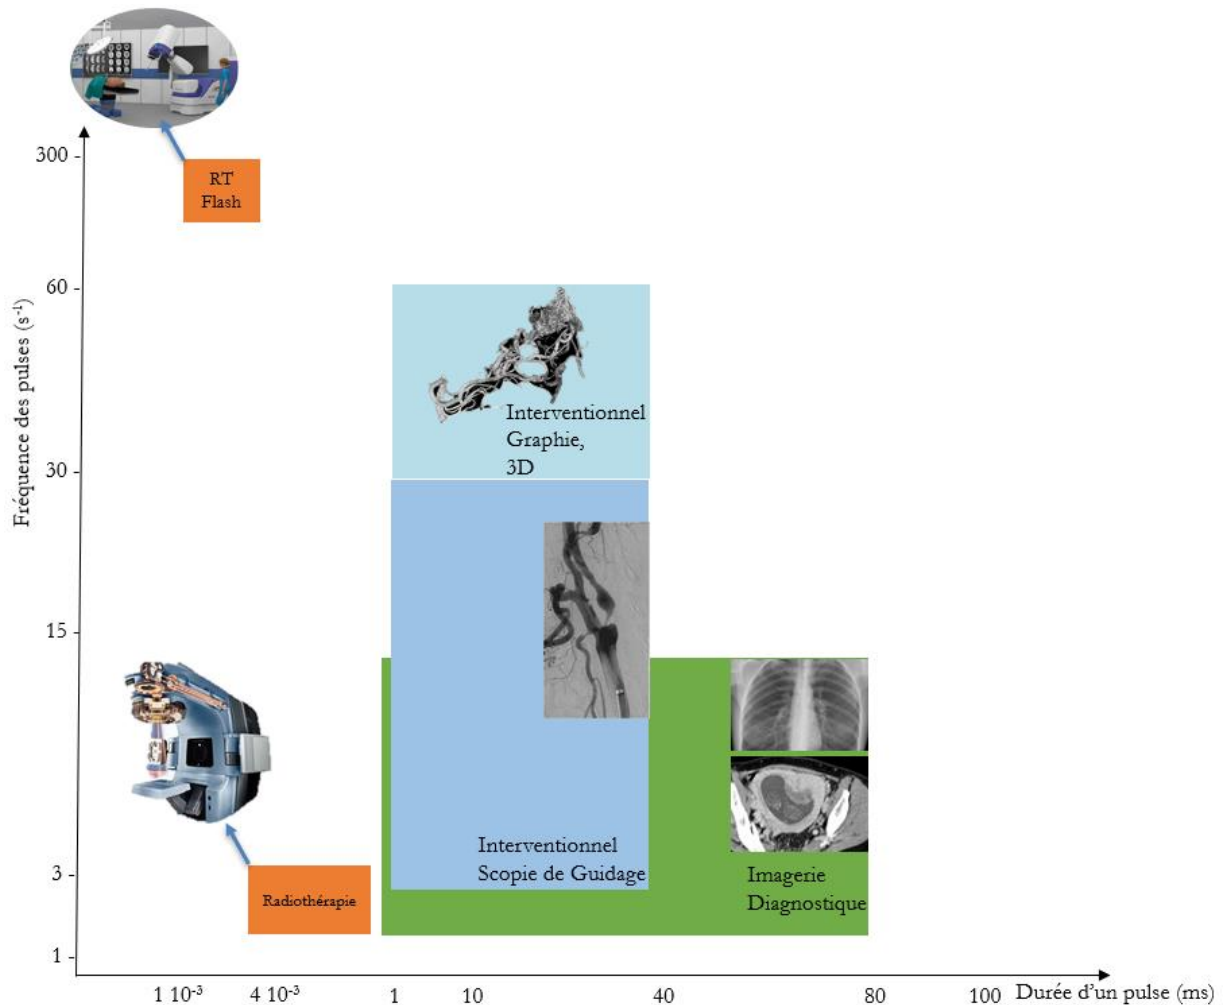 300 -
RT
Flash
60 -
Fréquence des pulses (s⁻¹)
Interventionnel
Graphie,
3D
30 -
15 -
Interventionnel
Scopie de Guidage
Imagerie
Diagnostique
3 -
Radiothérapie
1 -
1 10⁻³ 4 10⁻³ 1 10 40 80 100 Durée d'un pulse (ms)